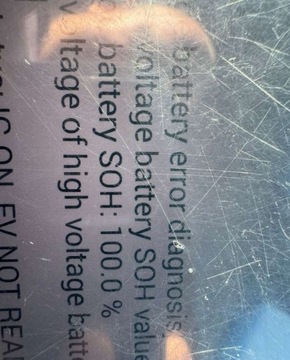 battery error diagnosis
voltage battery SOH value
battery SOH: 100.0 %
voltage of high voltage batt
IC ON, EV NOT REA